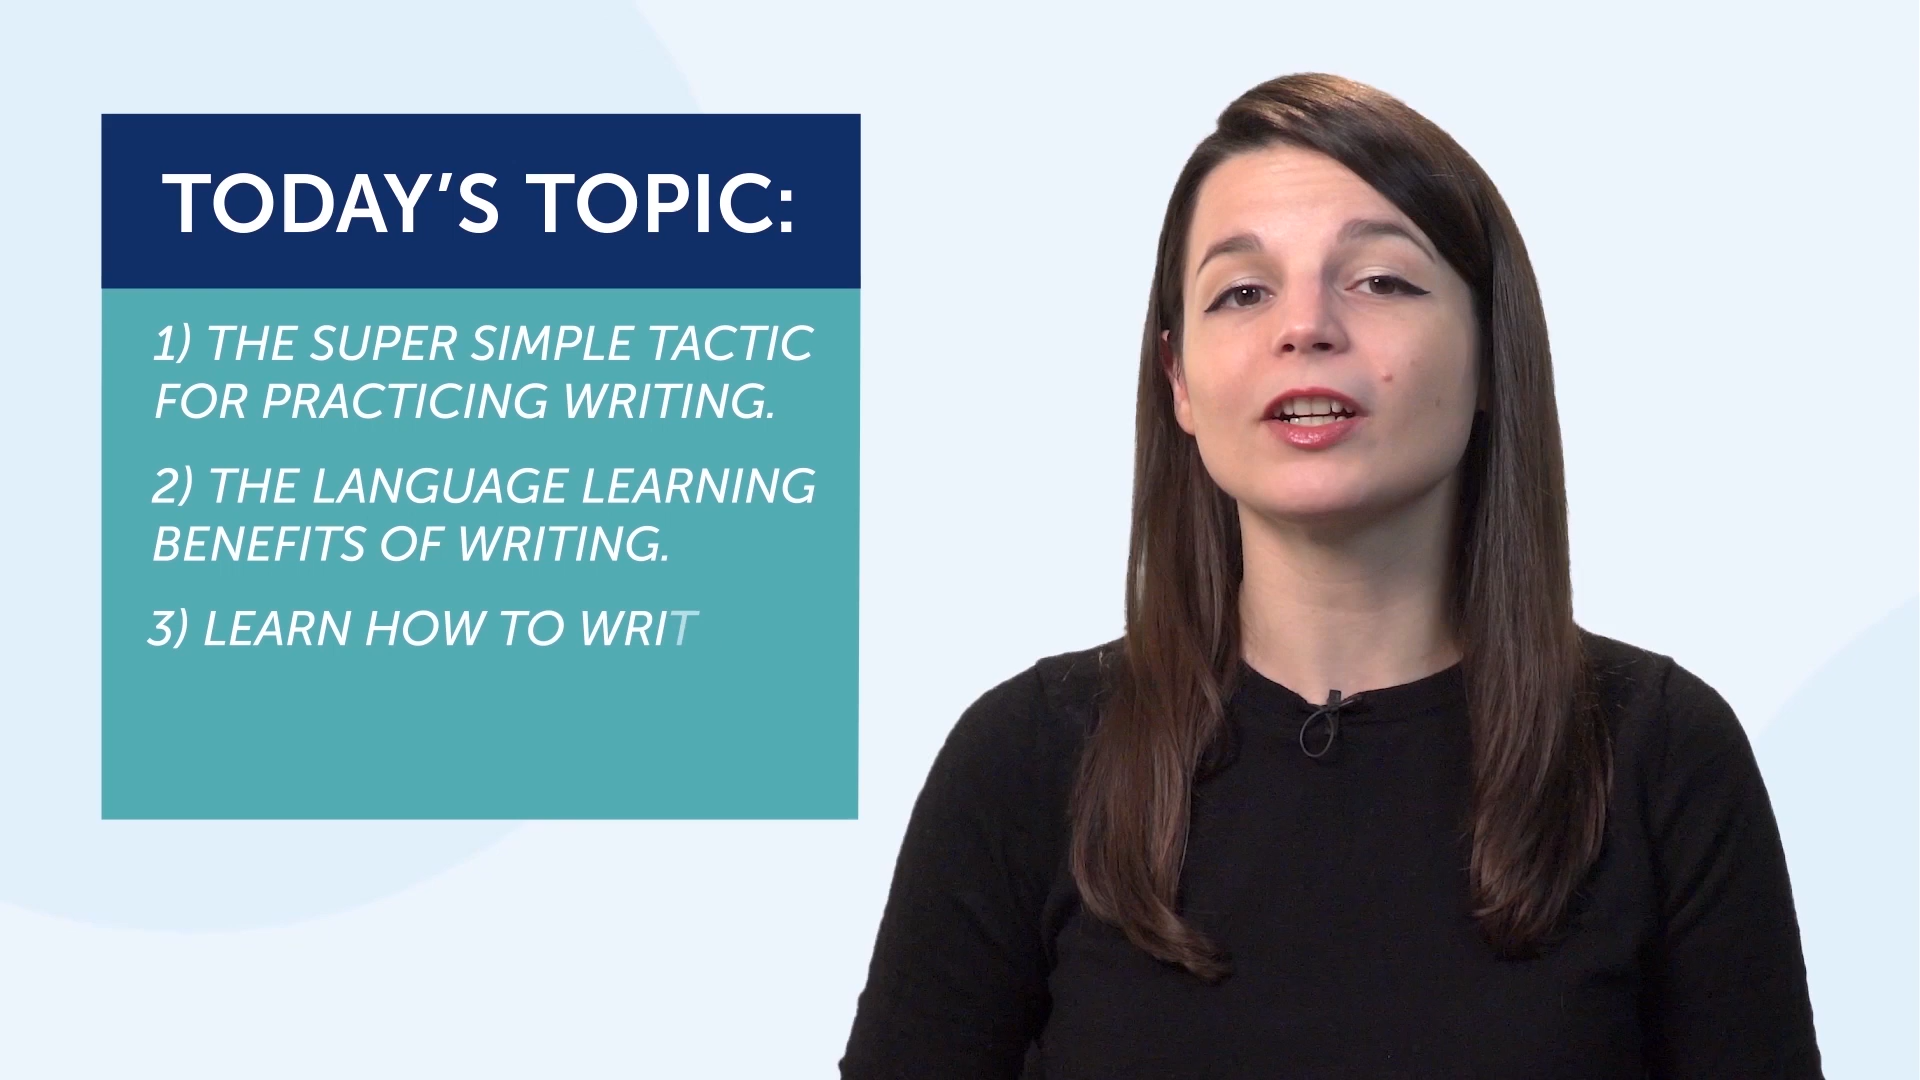 TODAY'S TOPIC:
1) THE SUPER SIMPLE TACTIC
FOR PRACTICING WRITING.
2) THE LANGUAGE LEARNING
BENEFITS OF WRITING.
3) LEARN HOW TO WRIT